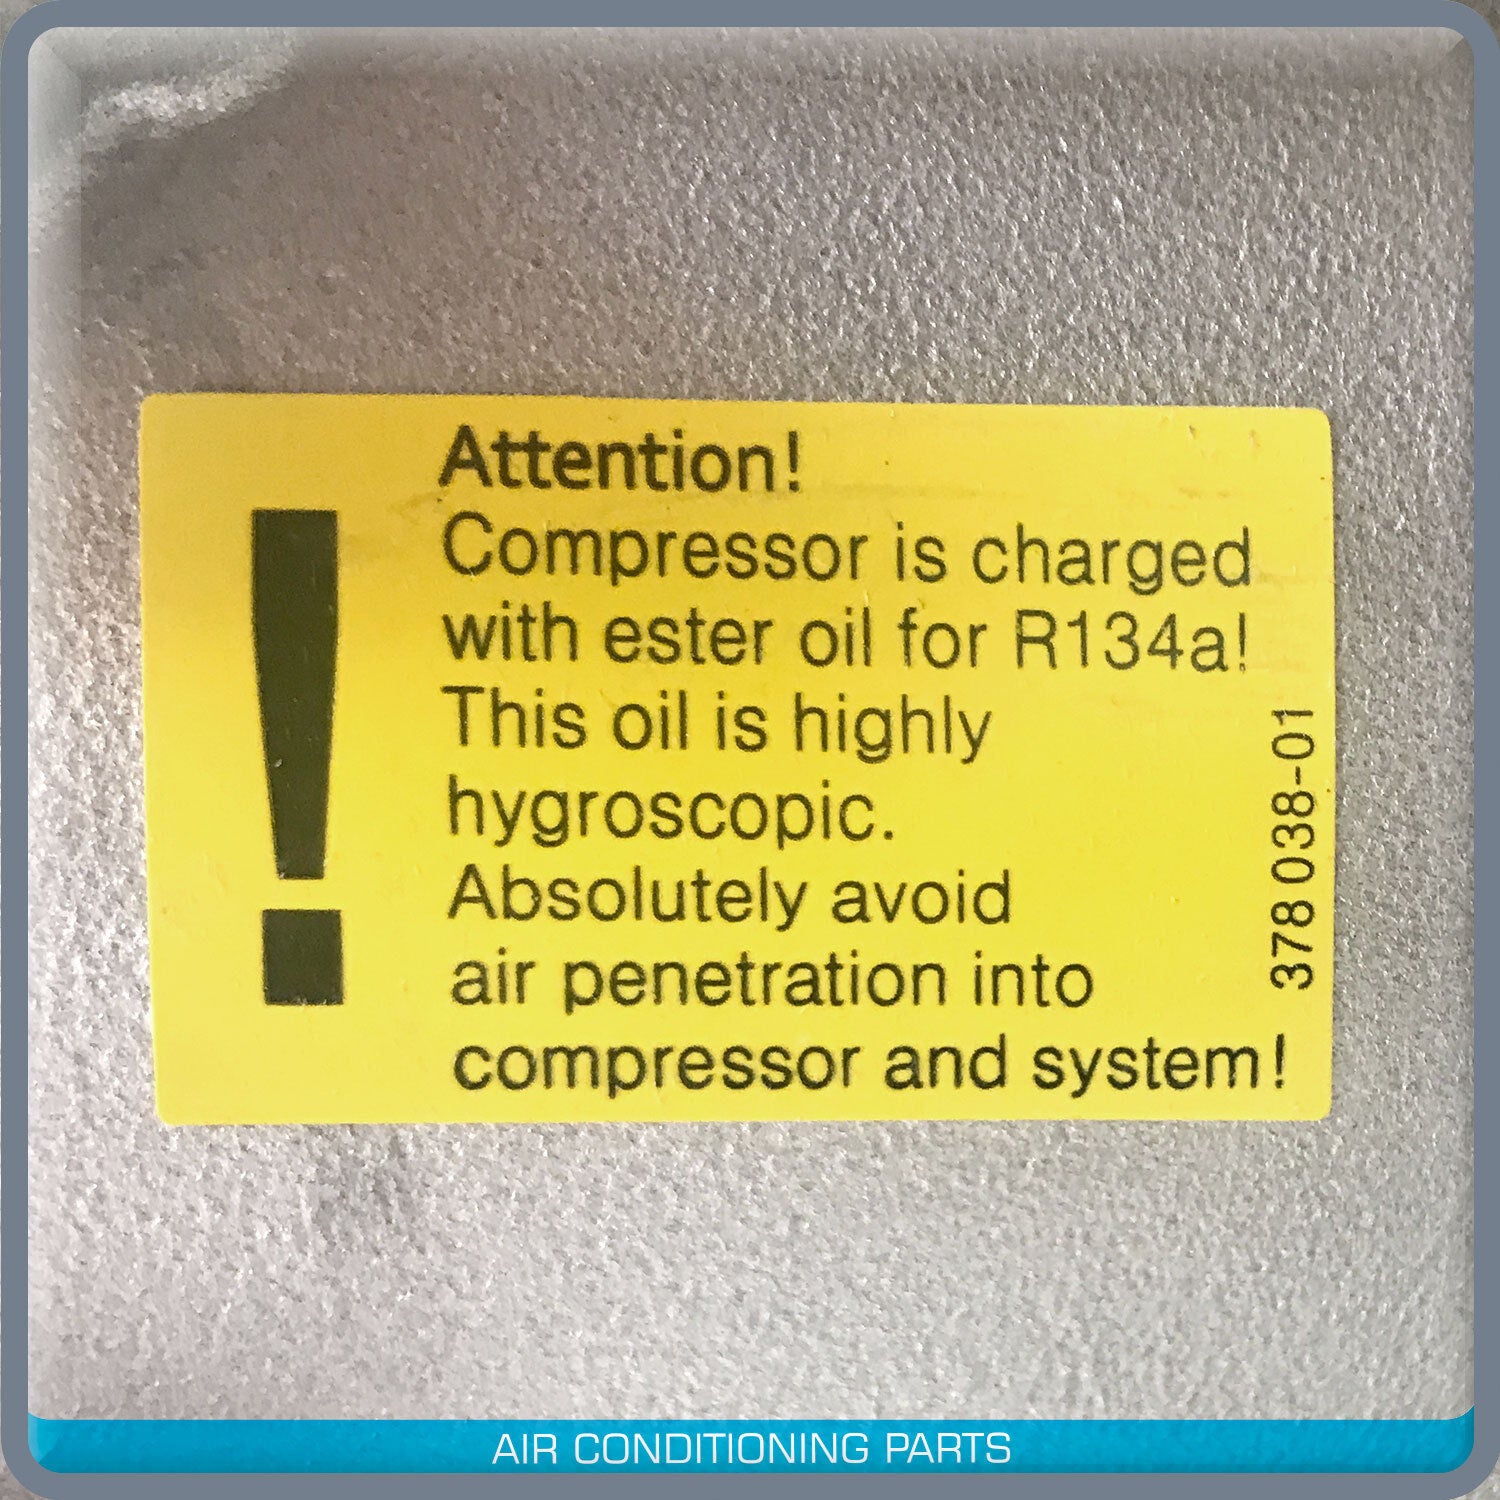 Attention!
Compressor is charged
with ester oil for R134a!
This oil is highly
hygroscopic.
Absolutely avoid
air penetration into
compressor and system!
378 038-01
!
AIR CONDITIONING PARTS